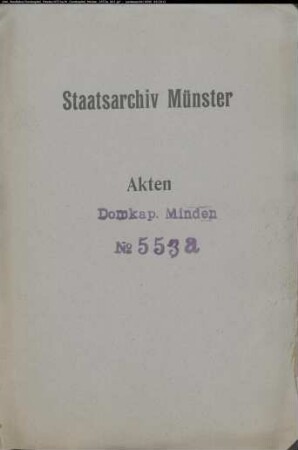 Staatsarchiv Münster
Akten
Domkap. Minden
№ 553a